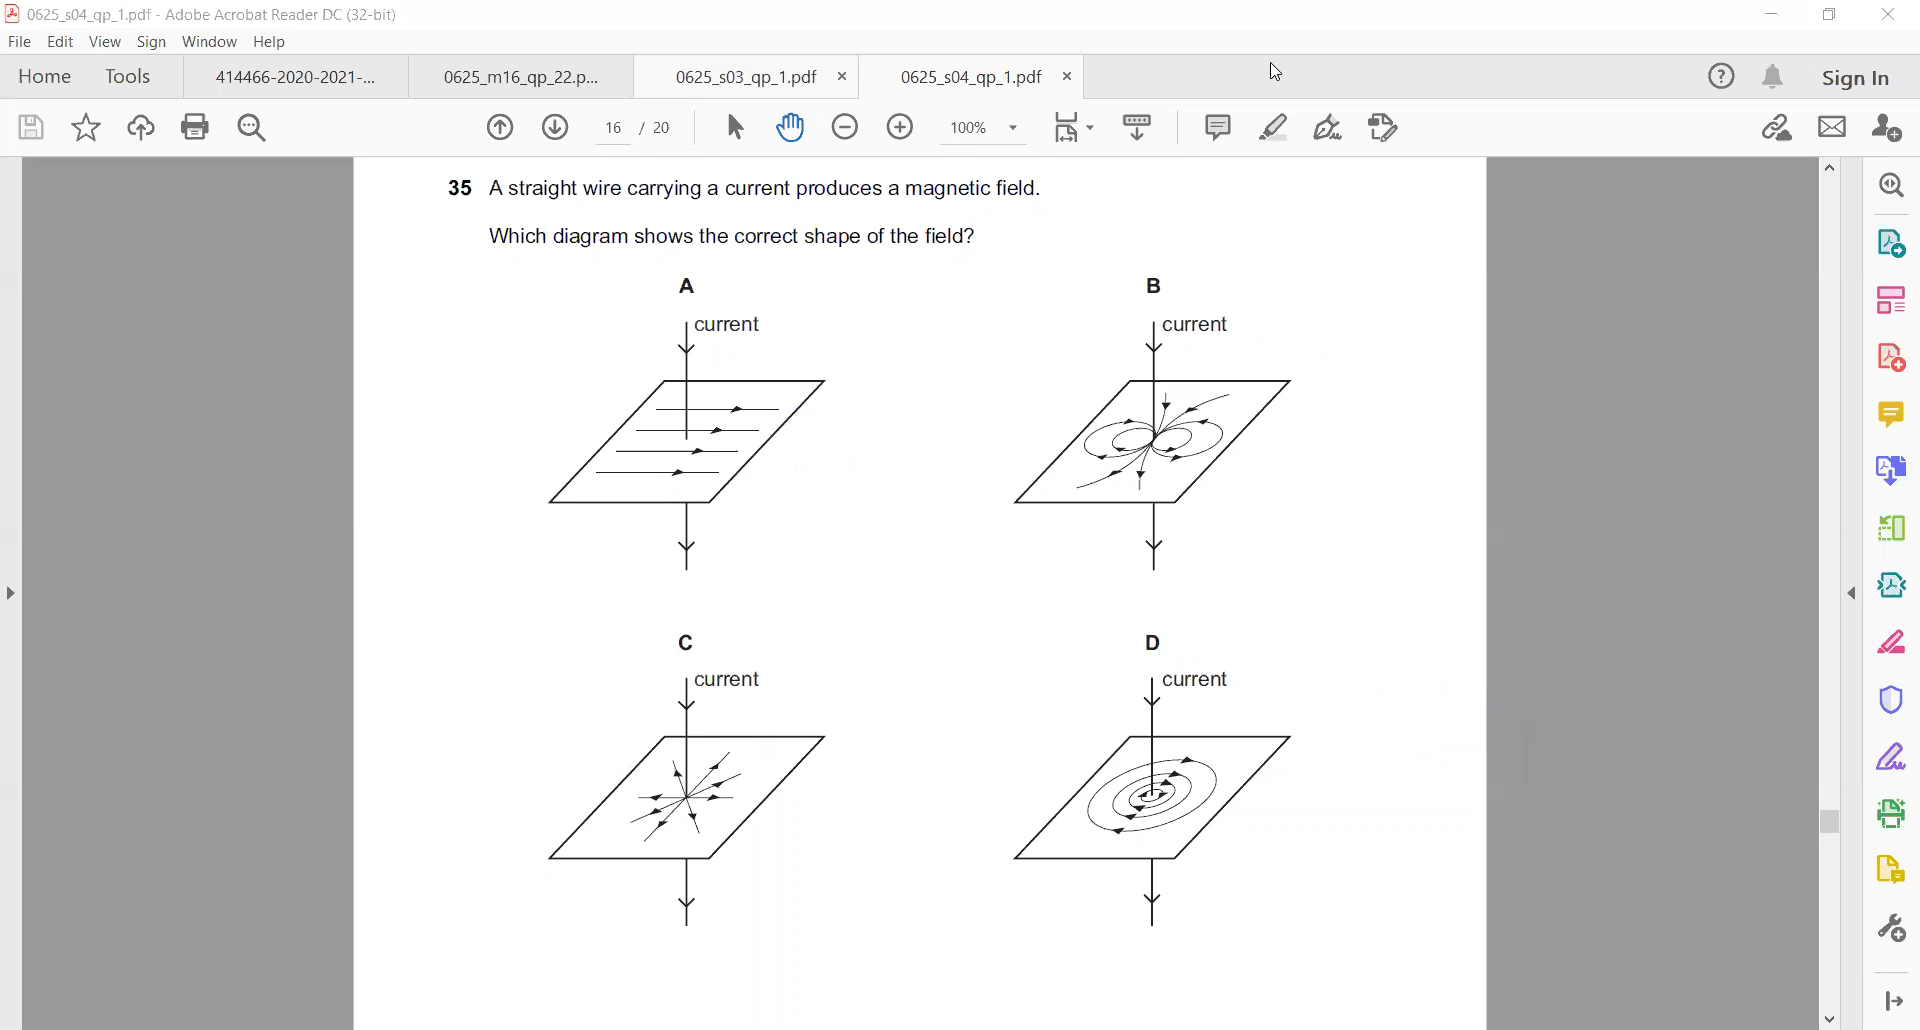 0625_s04_qp_1.pdf - Adobe Acrobat Reader DC (32-bit)
File Edit View Sign Window Help
Home Tools 414466-2020-2021-... 0625_m16_qp_22.p... 0625_s03_qp_1.pdf × 0625_s04_qp_1.pdf × ? Sign In
16 / 20 100%
35 A straight wire carrying a current produces a magnetic field.
Which diagram shows the correct shape of the field?
A B
current current
C D
current current